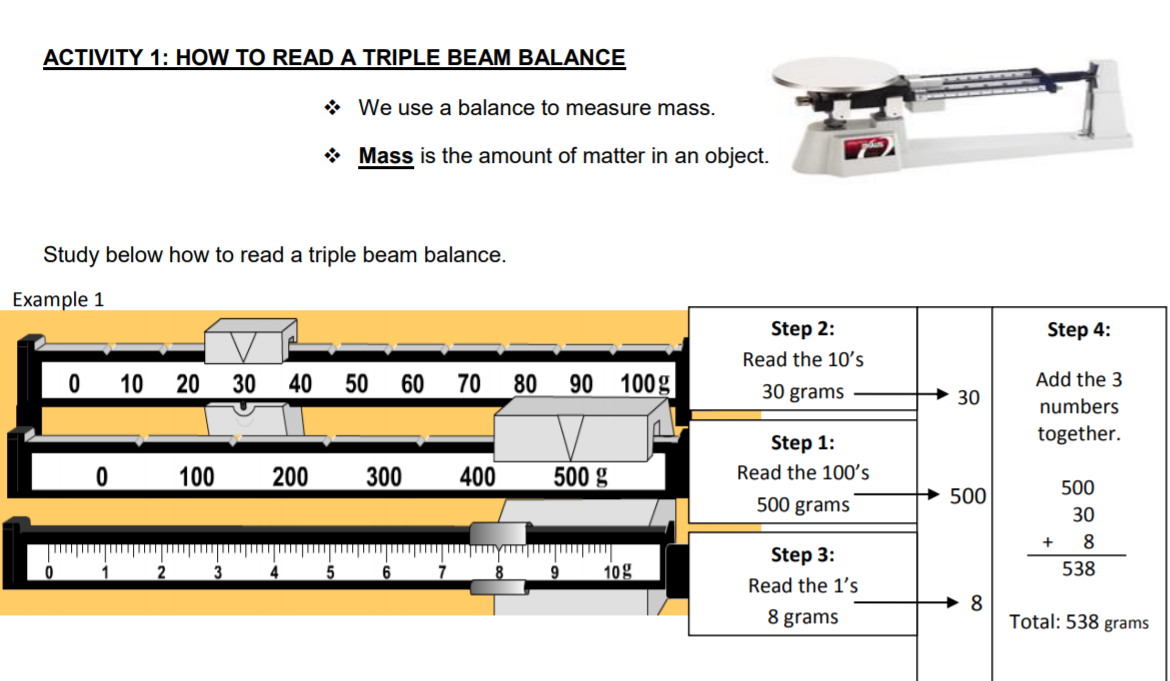 ACTIVITY 1: HOW TO READ A TRIPLE BEAM BALANCE
❖ We use a balance to measure mass.
❖ Mass is the amount of matter in an object.
Study below how to read a triple beam balance.
Example 1
0 10 20 30 40 50 60 70 80 90 100 g
0 100 200 300 400 500 g
0 1 2 3 4 5 6 7 8 9 10 g
Step 2:
Read the 10’s
30 grams
30
Step 1:
Read the 100’s
500 grams
500
Step 3:
Read the 1’s
8 grams
8
Step 4:
Add the 3
numbers
together.
500
30
+ 8
538
Total: 538 grams